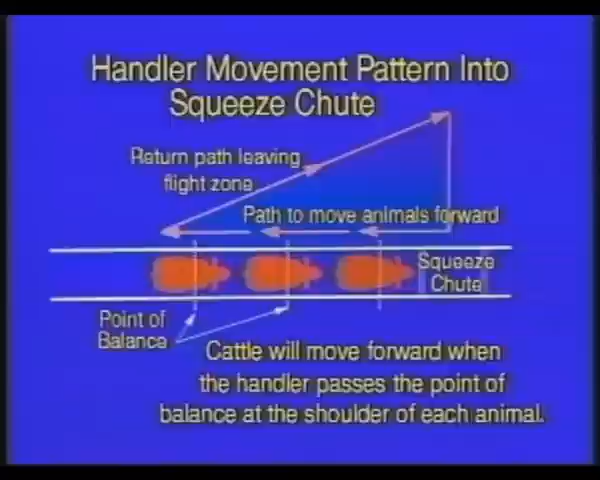 Handler Movement Pattern Into
Squeeze Chute
Return path leaving
flight zone
Path to move animals forward
Squeeze
Chute
Point of
Balance
Cattle will move forward when
the handler passes the point of
balance at the shoulder of each animal.